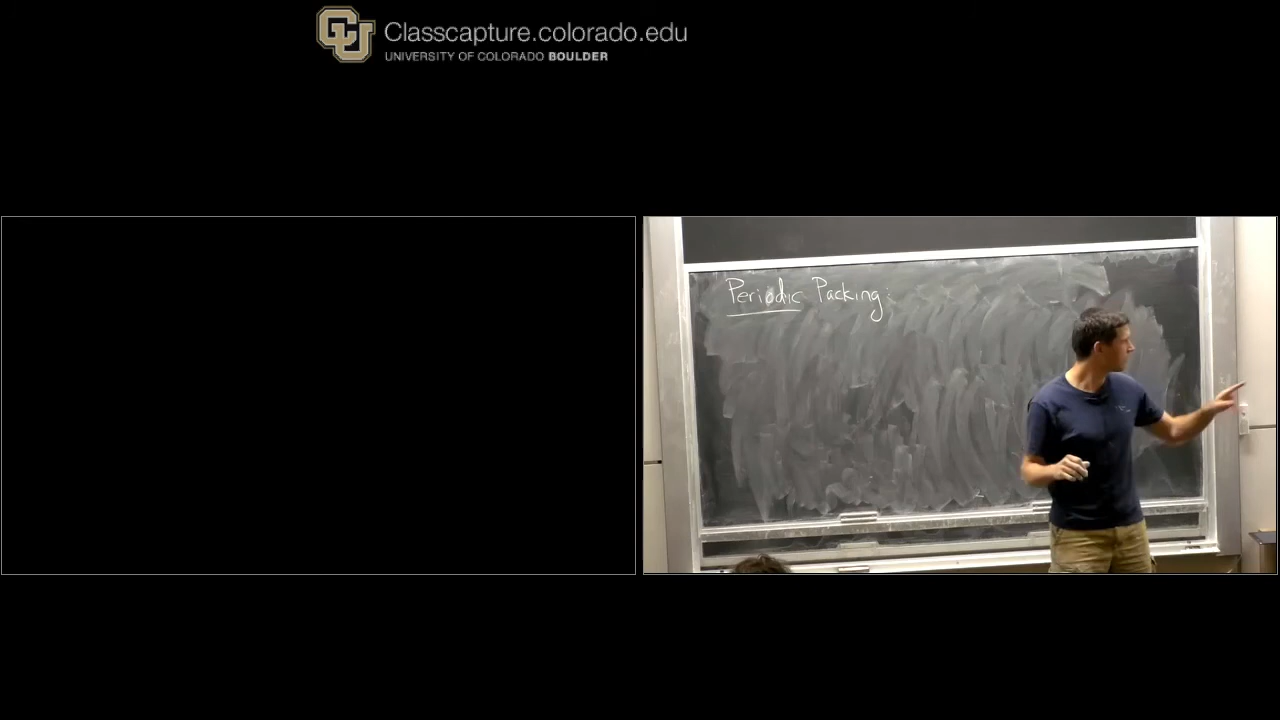 Classcapture.colorado.edu
UNIVERSITY OF COLORADO BOULDER
Periodic Packing: